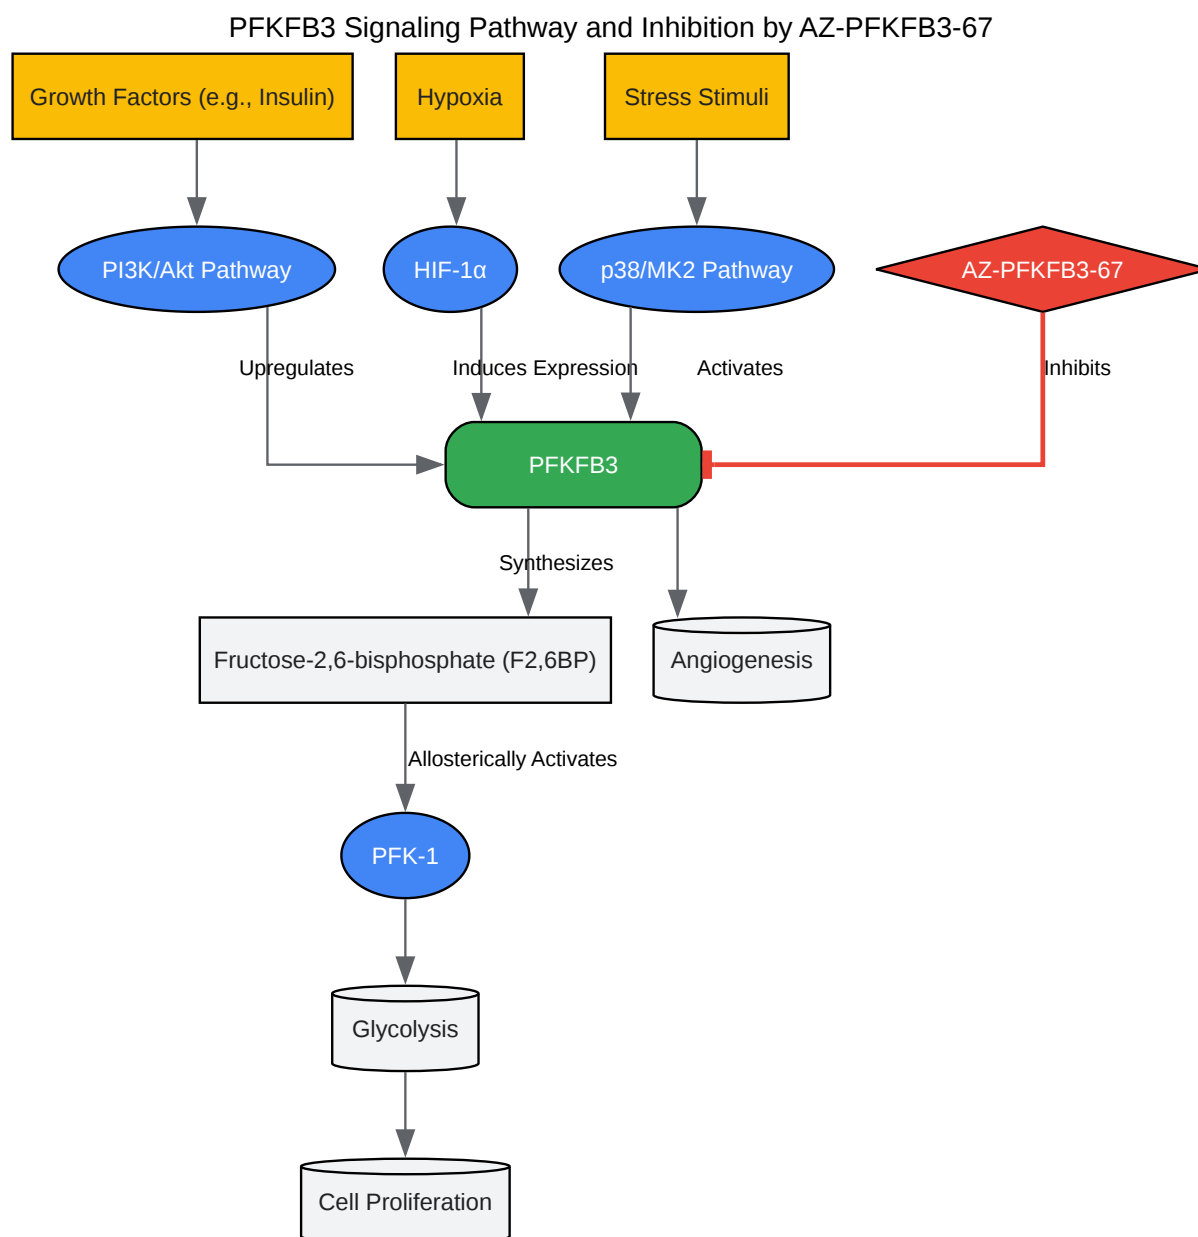 PFKFB3 Signaling Pathway and Inhibition by AZ-PFKFB3-67
Growth Factors (e.g., Insulin)
Hypoxia
Stress Stimuli
PI3K/Akt Pathway
HIF-1α
p38/MK2 Pathway
AZ-PFKFB3-67
Upregulates
Induces Expression
Activates
Inhibits
PFKFB3
Synthesizes
Fructose-2,6-bisphosphate (F2,6BP)
Angiogenesis
Allosterically Activates
PFK-1
Glycolysis
Cell Proliferation